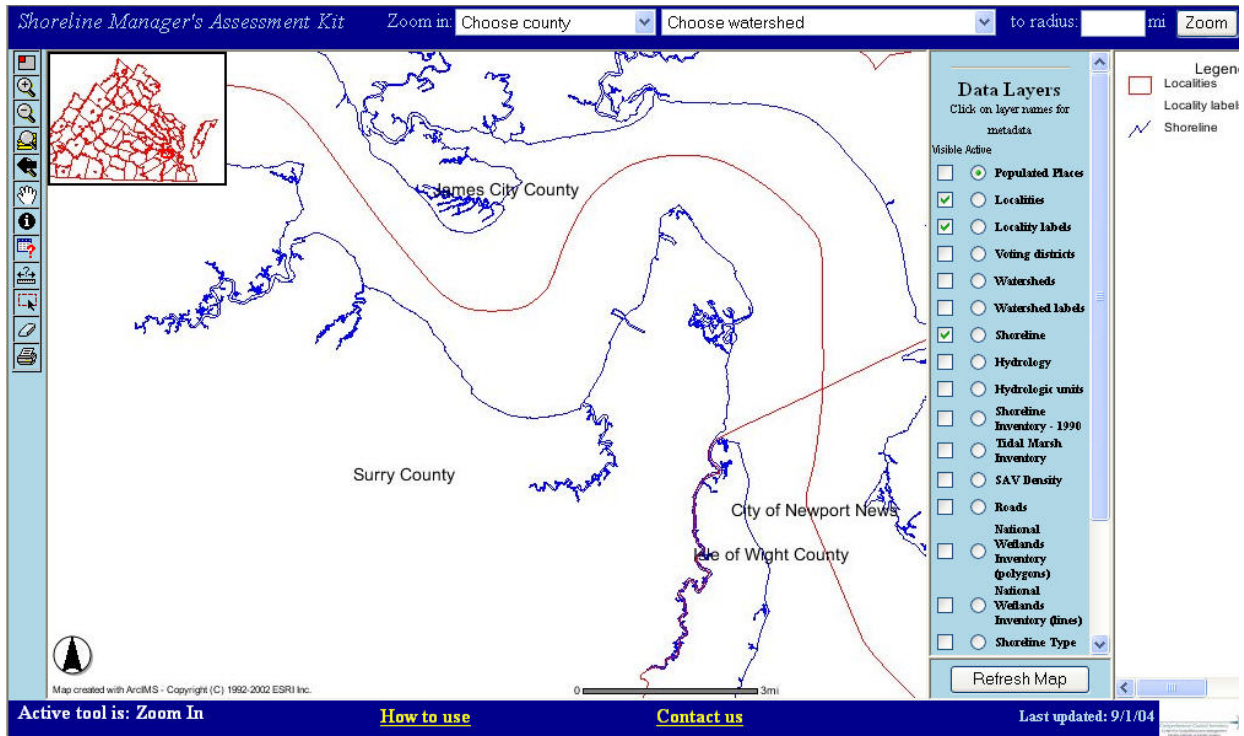 Shoreline Manager's Assessment Kit
Zoom in: Choose county Choose watershed to radius: mi Zoom
James City County
Surry County
City of Newport News
Isle of Wight County
Map created with ArcIMS - Copyright (C) 1992-2002 ESRI Inc.
0 3mi
Data Layers
Click on layer names for
metadata
Visible Active
Populated Places
Localities
Locality labels
Voting districts
Watersheds
Watershed labels
Shoreline
Hydrology
Hydrologic units
Shoreline
Inventory - 1990
Tidal Marsh
Inventory
SAV Density
Roads
National
Wetlands
Inventory
(polygons)
National
Wetlands
Inventory (lines)
Shoreline Type
Refresh Map
Legen
Localities
Locality label
Shoreline
Active tool is: Zoom In
How to use
Contact us
Last updated: 9/1/04